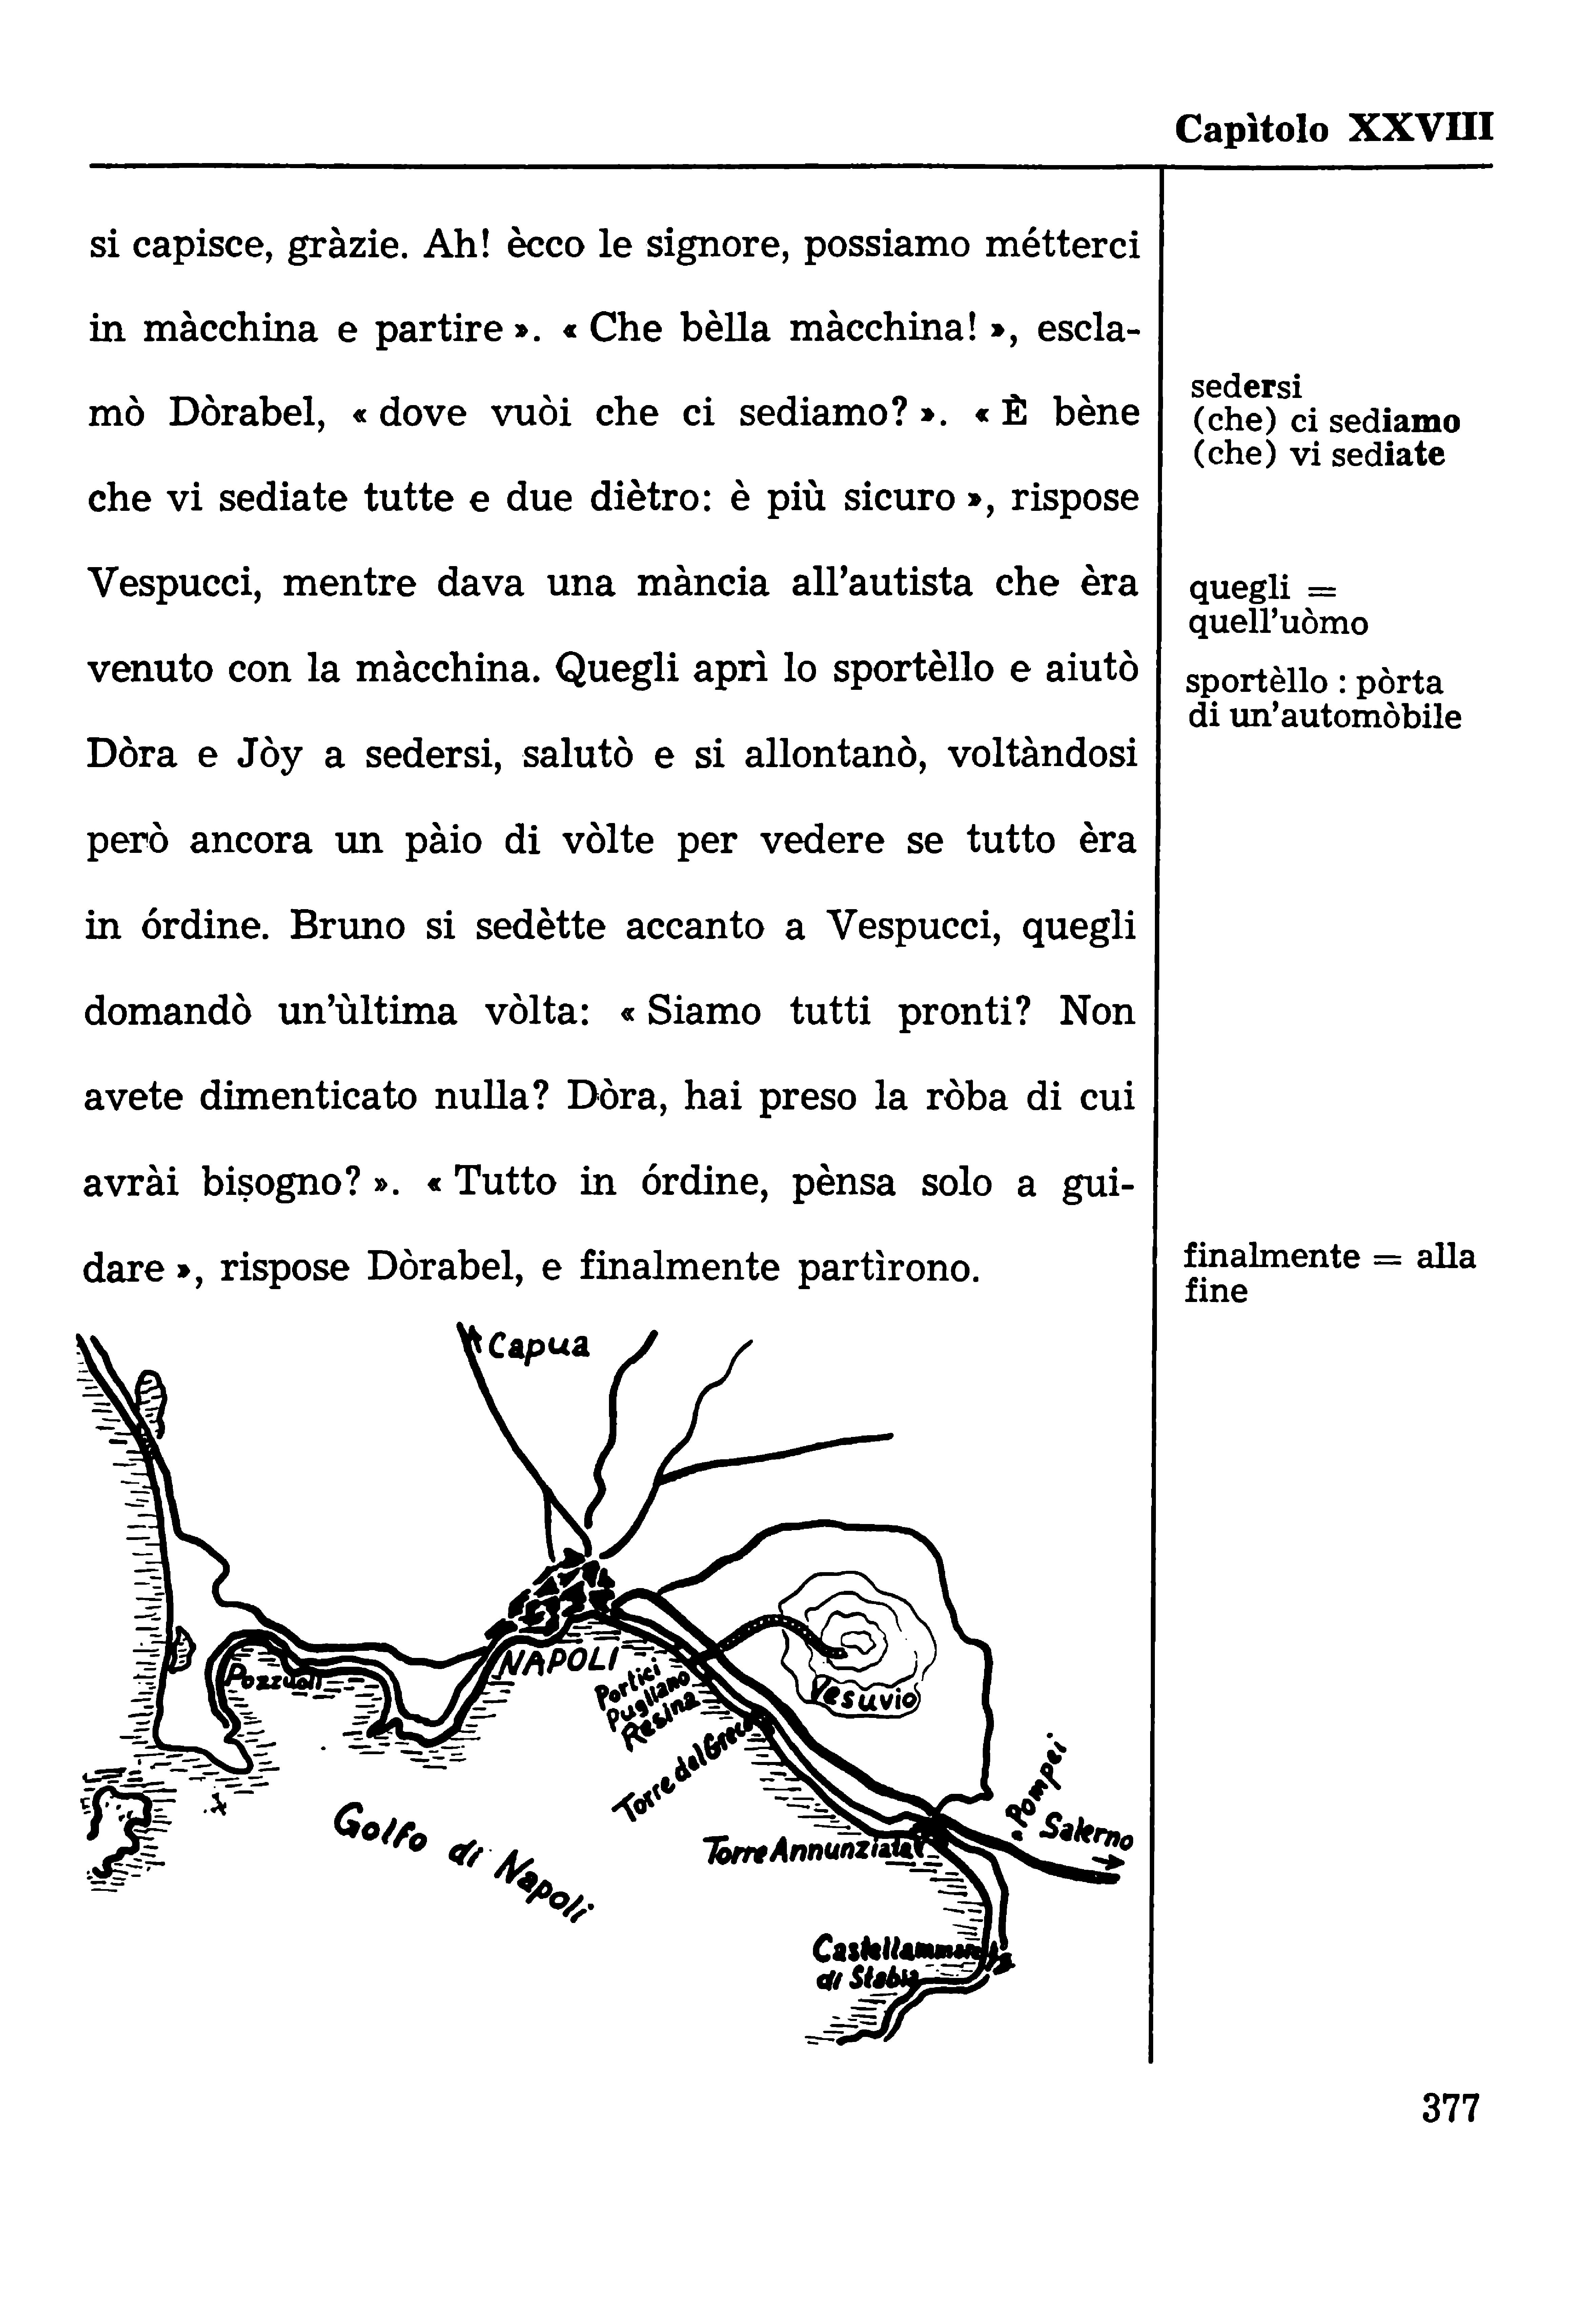 Capìtolo XXVIII
si capisce, gràzie. Ah! ècco le signore, possiamo métterci
in màcchina e partire ». « Che bèlla màcchina! », escla-
mò Dòrabel, « dove vuòi che ci sediamo? ». « È bène
che vi sediate tutte e due diètro: è più sicuro », rispose
Vespucci, mentre dava una mància all’autista che èra
venuto con la màcchina. Quegli aprì lo sportèllo e aiutò
Dòra e Jòy a sedersi, salutò e si allontanò, voltàndosi
però ancora un pàio di vòlte per vedere se tutto èra
in órdine. Bruno si sedètte accanto a Vespucci, quegli
domandò un’ùltima vòlta: « Siamo tutti pronti? Non
avete dimenticato nulla? Dòra, hai preso la ròba di cui
avrài biṣogno? ». « Tutto in órdine, pènsa solo a gui-
dare », rispose Dòrabel, e finalmente partìrono.
sedersi
(che) ci sediamo
(che) vi sediate
quegli =
quell’uòmo
sportèllo : pòrta
di un’automòbile
finalmente = alla
fine
Capua
NAPOLI
Pozzuoli
Portici
Pugliano
Resina
Vesuvio
Torre del Greco
Pompei
Salerno
Golfo di Napoli
Torre Annunziata
Castellammare
di Stabia
377